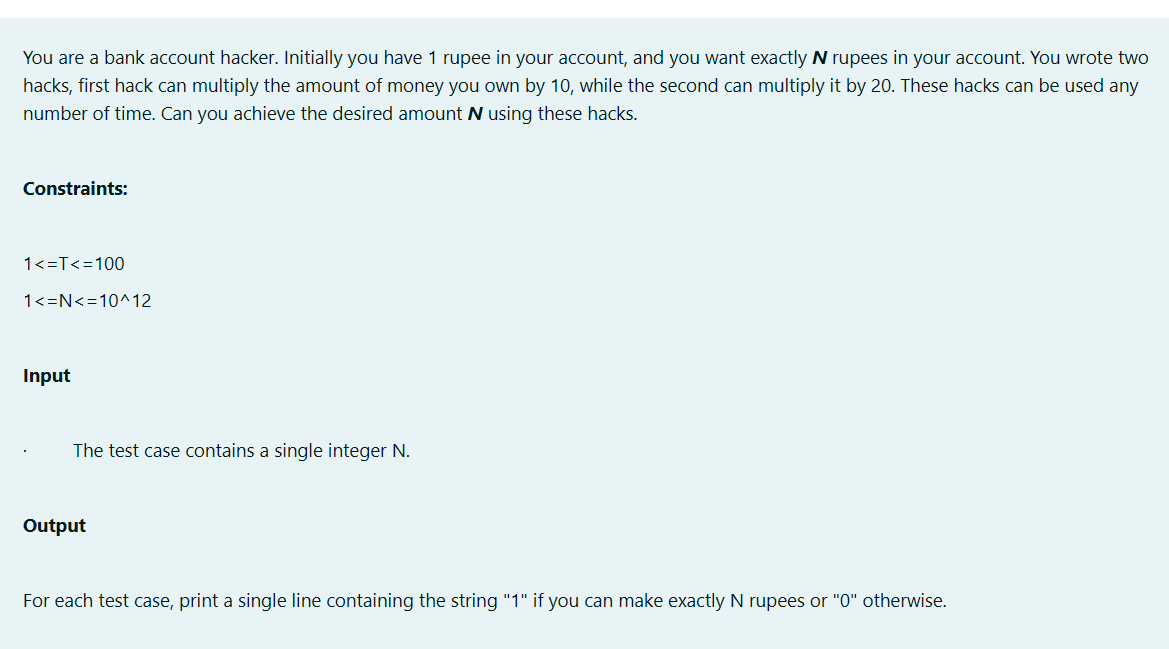 You are a bank account hacker. Initially you have 1 rupee in your account, and you want exactly N rupees in your account. You wrote two
hacks, first hack can multiply the amount of money you own by 10, while the second can multiply it by 20. These hacks can be used any
number of time. Can you achieve the desired amount N using these hacks.
Constraints:
1<=T<=100
1<=N<=10^12
Input
· The test case contains a single integer N.
Output
For each test case, print a single line containing the string "1" if you can make exactly N rupees or "0" otherwise.